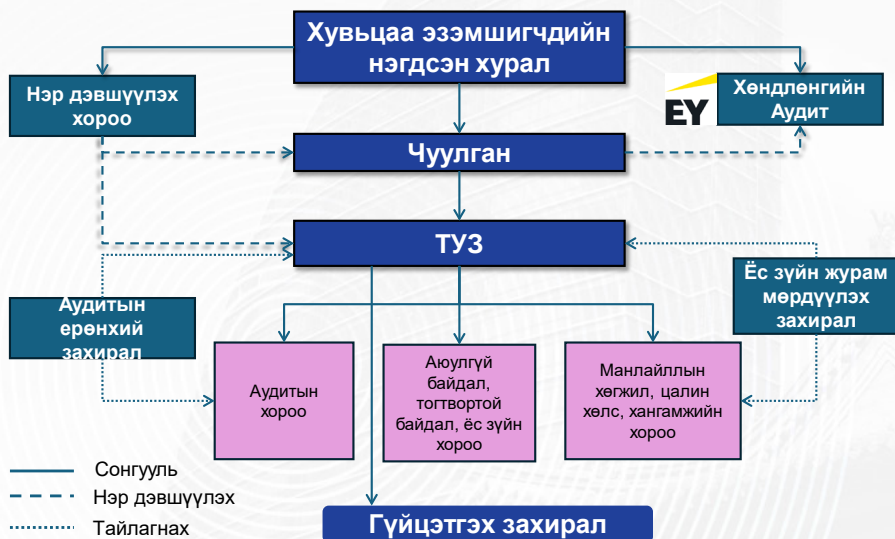 Хувьцаа эзэмшигчдийн
нэгдсэн хурал
Нэр дэвшүүлэх
хороо
EY
Хөндлөнгийн
Аудит
Чуулган
ТУЗ
Аудитын
ерөнхий
захирал
Ёс зүйн журам
мөрдүүлэх
захирал
Аудитын
хороо
Аюулгүй
байдал,
тогтвортой
байдал, ёс зүйн
хороо
Манлайллын
хөгжил, цалин
хөлс, хангамжийн
хороо
Сонгууль
Нэр дэвшүүлэх
Тайлагнах
Гүйцэтгэх захирал